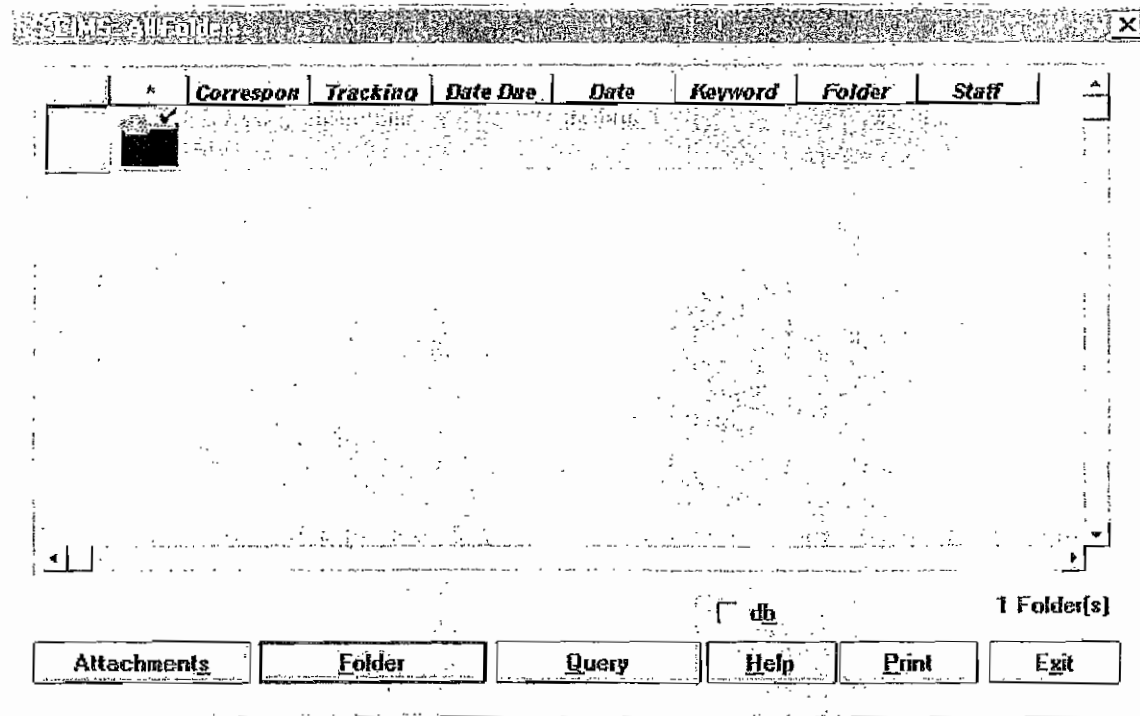 * Correspon Tracking Date Due Date Keyword Folder Staff
db
1 Folder(s)
Attachments Folder Query Help Print Exit